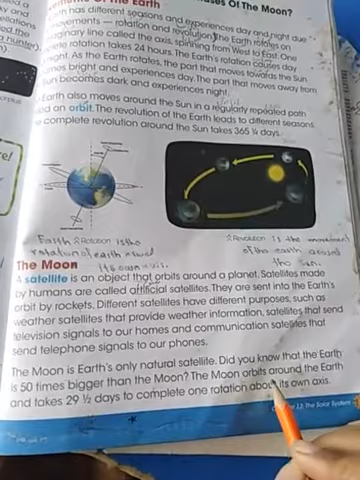 Of The Moon?
Of The Earth
has different seasons and experiences day and night due
movements – rotation and revolution. The Earth rotates on
imaginary line called the axis, spinning from West to East. One
rotation takes 24 hours. The Earth's rotation causes day
night. As the Earth rotates, the part that moves towards the Sun
becomes bright and experiences day. The part that moves away from
Sun becomes dark and experiences night.
Earth also moves around the Sun in a regularly repeated path
an orbit. The revolution of the Earth leads to different seasons
complete revolution around the Sun takes 365 ¼ days.
Earth Rotation is the
rotation of earth
its own
Revolution Is the movement
of the earth around
the Sun.
The Moon
A satellite is an object that orbits around a planet. Satellites made
by humans are called artificial satellites. They are sent into the Earth's
orbit by rockets. Different satellites have different purposes, such as
weather satellites that provide weather information, satellites that send
television signals to our homes and communication satellites that
send telephone signals to our phones.
The Moon is Earth's only natural satellite. Did you know that the Earth
is 50 times bigger than the Moon? The Moon orbits around the Earth
and takes 29 ½ days to complete one rotation about its own axis.
13: The Solar System